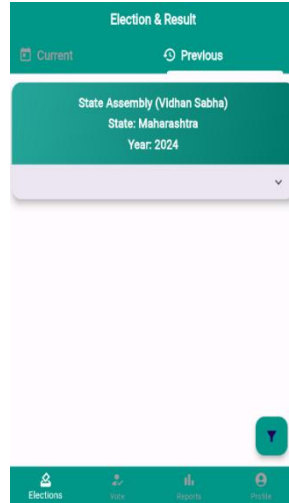 Election & Result
Current
Previous
State Assembly (Vidhan Sabha)
State: Maharashtra
Year: 2024
Elections
Vote
Reports
Profile